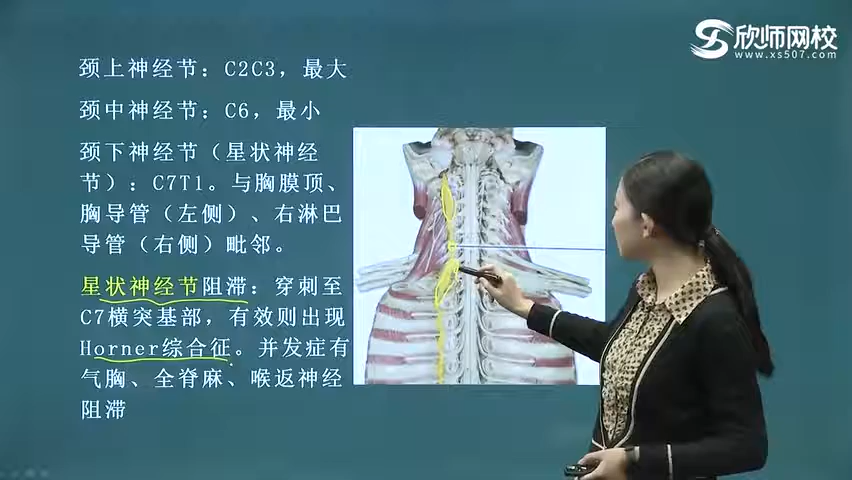 欣师网校
www.xs507.com
颈上神经节：C2C3，最大
颈中神经节：C6，最小
颈下神经节（星状神经
节）：C7T1。与胸膜顶、
胸导管（左侧）、右淋巴
导管（右侧）毗邻。
星状神经节阻滞：穿刺至
C7横突基部，有效则出现
Horner综合征。并发症有
气胸、全脊麻、喉返神经
阻滞